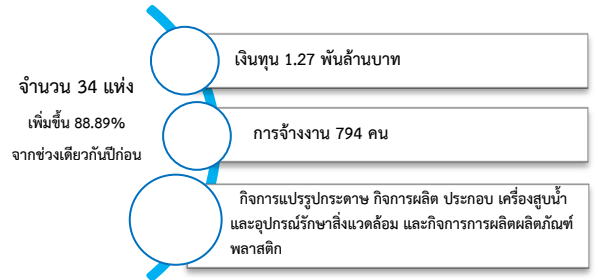 จำนวน 34 แห่ง
เพิ่มขึ้น 88.89%
จากช่วงเดียวกันปีก่อน
เงินทุน 1.27 พันล้านบาท
การจ้างงาน 794 คน
กิจการแปรรูปกระดาษ กิจการผลิต ประกอบ เครื่องสูบน้ำ
และอุปกรณ์รักษาสิ่งแวดล้อม และกิจการการผลิตผลิตภัณฑ์
พลาสติก